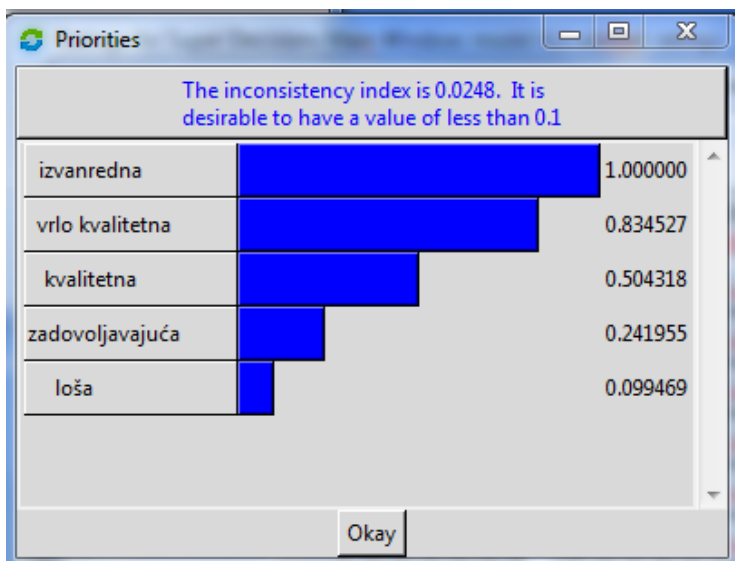 Priorities
The inconsistency index is 0.0248. It is
desirable to have a value of less than 0.1
izvanredna 1.000000
vrlo kvalitetna 0.834527
kvalitetna 0.504318
zadovoljavajuća 0.241955
loša 0.099469
Okay